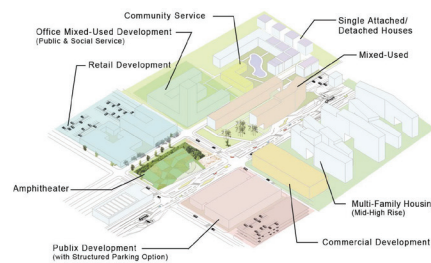 Community Service
Office Mixed-Used Development
(Public & Social Service)
Single Attached/
Detached Houses
Mixed-Used
Retail Development
Amphitheater
Multi-Family Housin
(Mid-High Rise)
Publix Development
(with Structured Parking Option)
Commercial Development